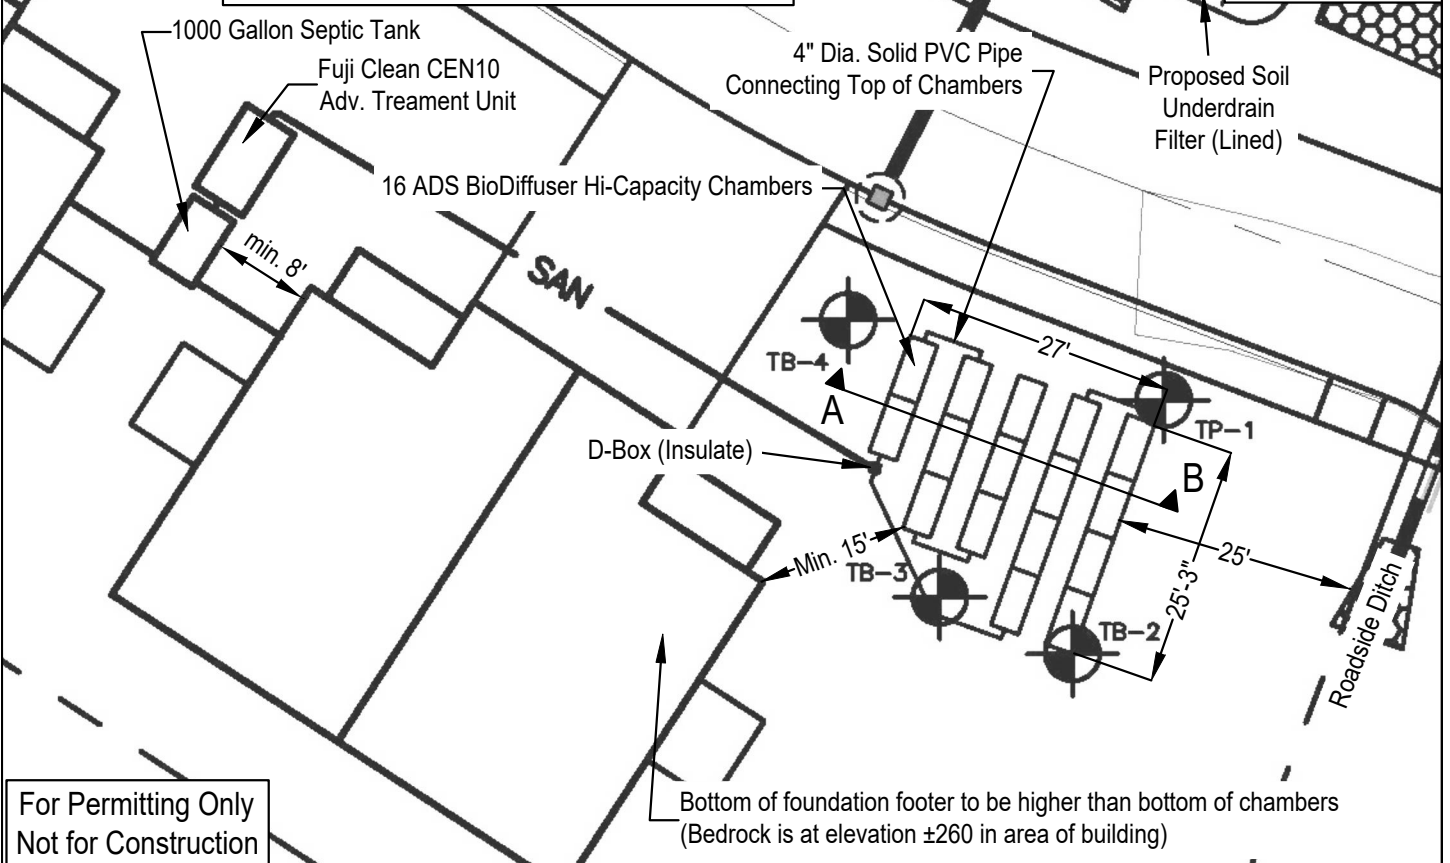 1000 Gallon Septic Tank
Fuji Clean CEN10
Adv. Treament Unit
4" Dia. Solid PVC Pipe
Connecting Top of Chambers
Proposed Soil
Underdrain
Filter (Lined)
16 ADS BioDiffuser Hi-Capacity Chambers
min. 8'
SAN
TB-4
27'
A
TP-1
D-Box (Insulate)
B
Min. 15'
TB-3
25'
25'-3"
TB-2
Roadside Ditch
For Permitting Only
Not for Construction
Bottom of foundation footer to be higher than bottom of chambers
(Bedrock is at elevation ±260 in area of building)